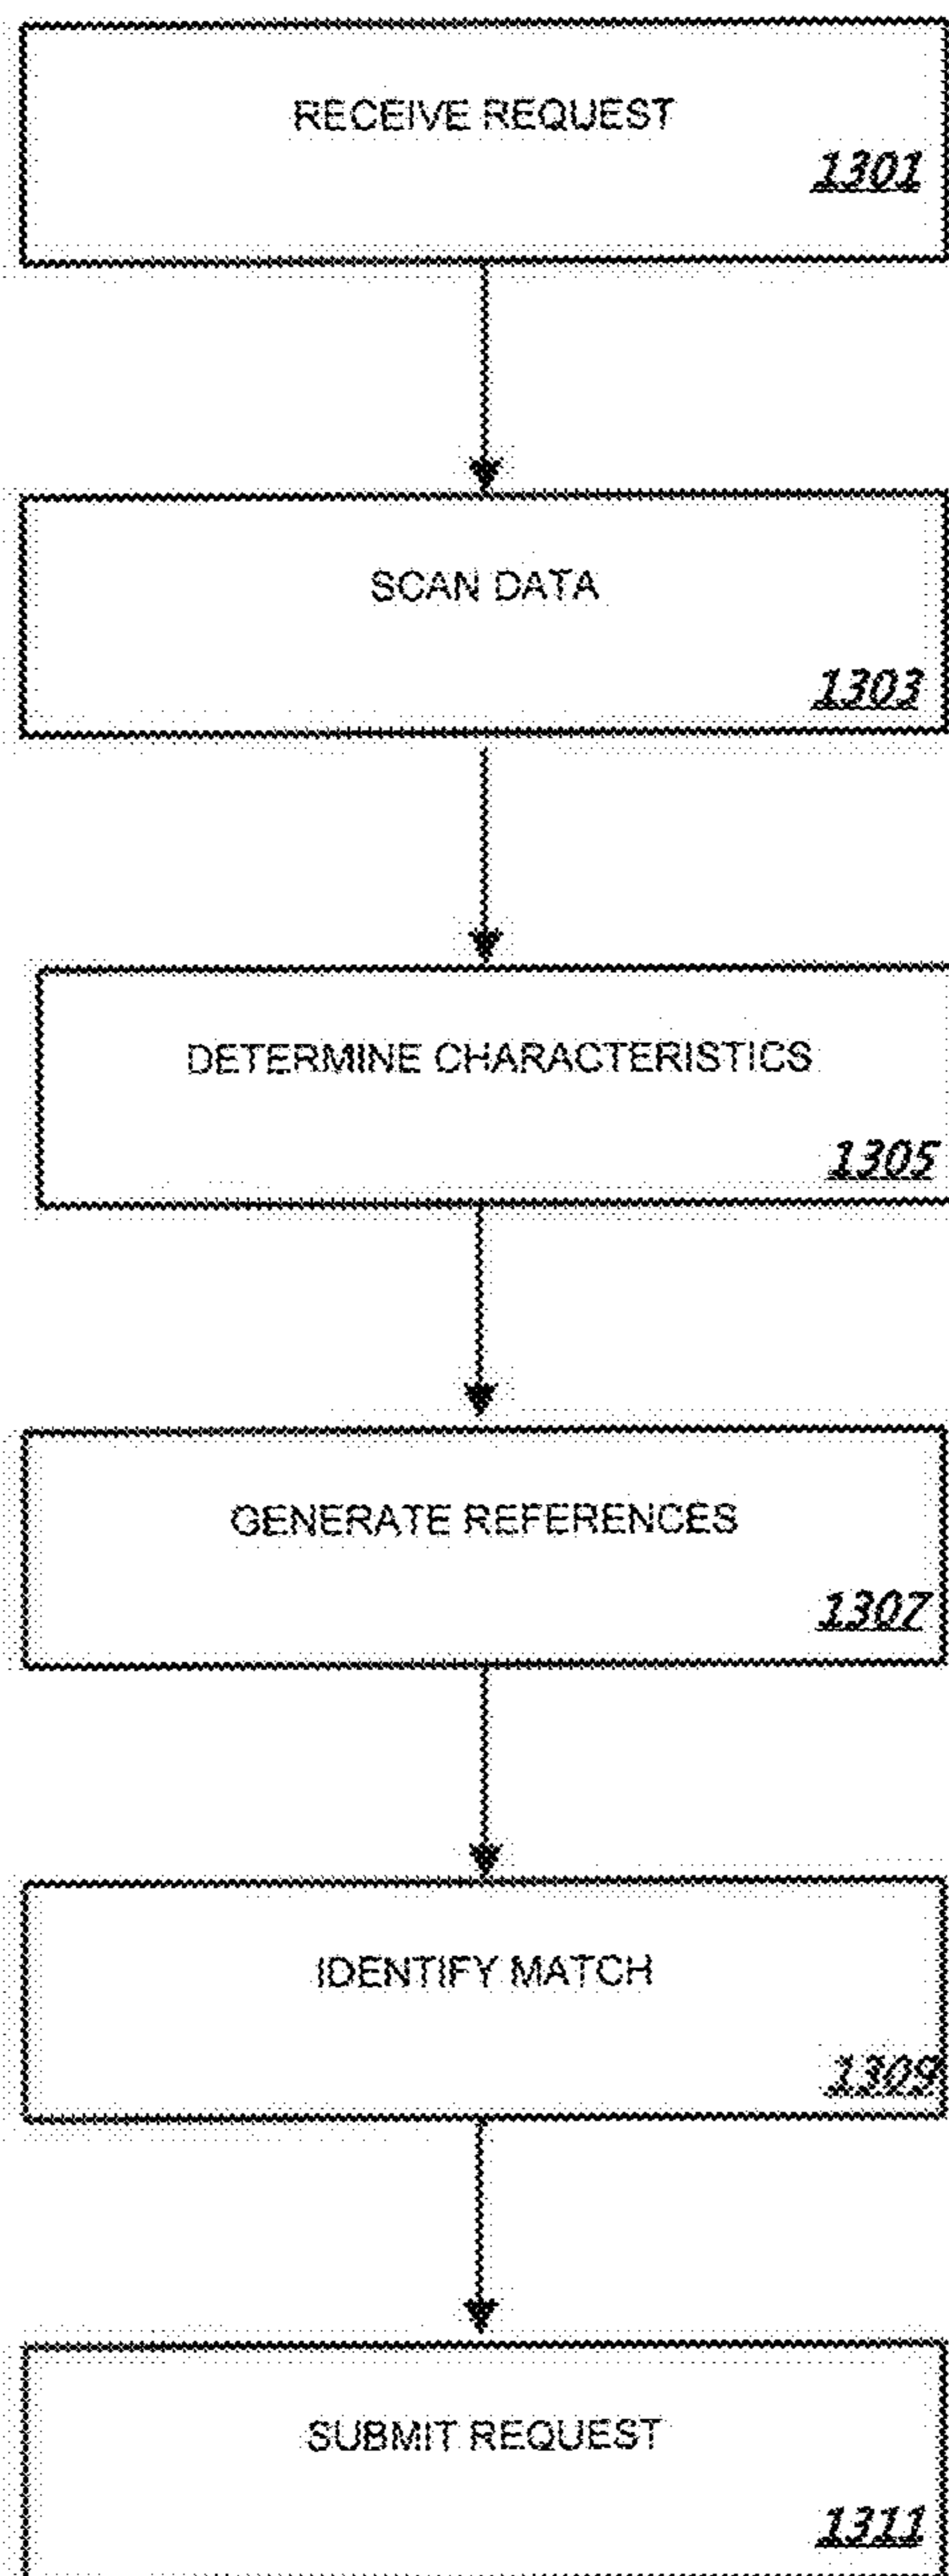 RECEIVE REQUEST
1301
SCAN DATA
1303
DETERMINE CHARACTERISTICS
1305
GENERATE REFERENCES
1307
IDENTIFY MATCH
1309
SUBMIT REQUEST
1311